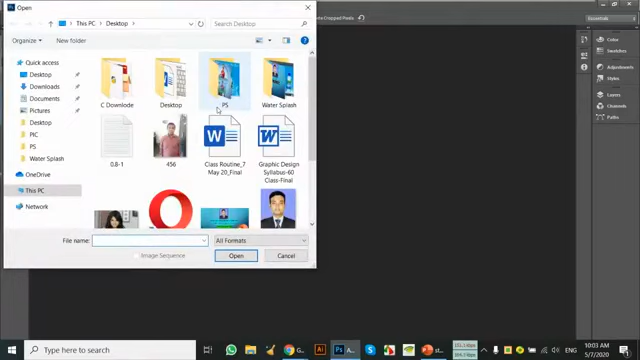 Open
This PC
Desktop
Search Desktop
Cropped Pixels
Essentials
Organize
New folder
Quick access
Desktop
Downloads
Documents
Pictures
Desktop
PIC
PS
Water Splash
OneDrive
This PC
Network
C Downlode
Desktop
PS
Water Splash
0.8-1
456
Class Routine_7
May-20_Final
Graphic Design
Syllabus-60
Class-Final
File name:
All Formats
Image Sequence
Open
Cancel
Color
Swatches
Adjustments
Styles
Layers
Channels
Paths
Type here to search
ENG
10:03 AM
5/7/2020